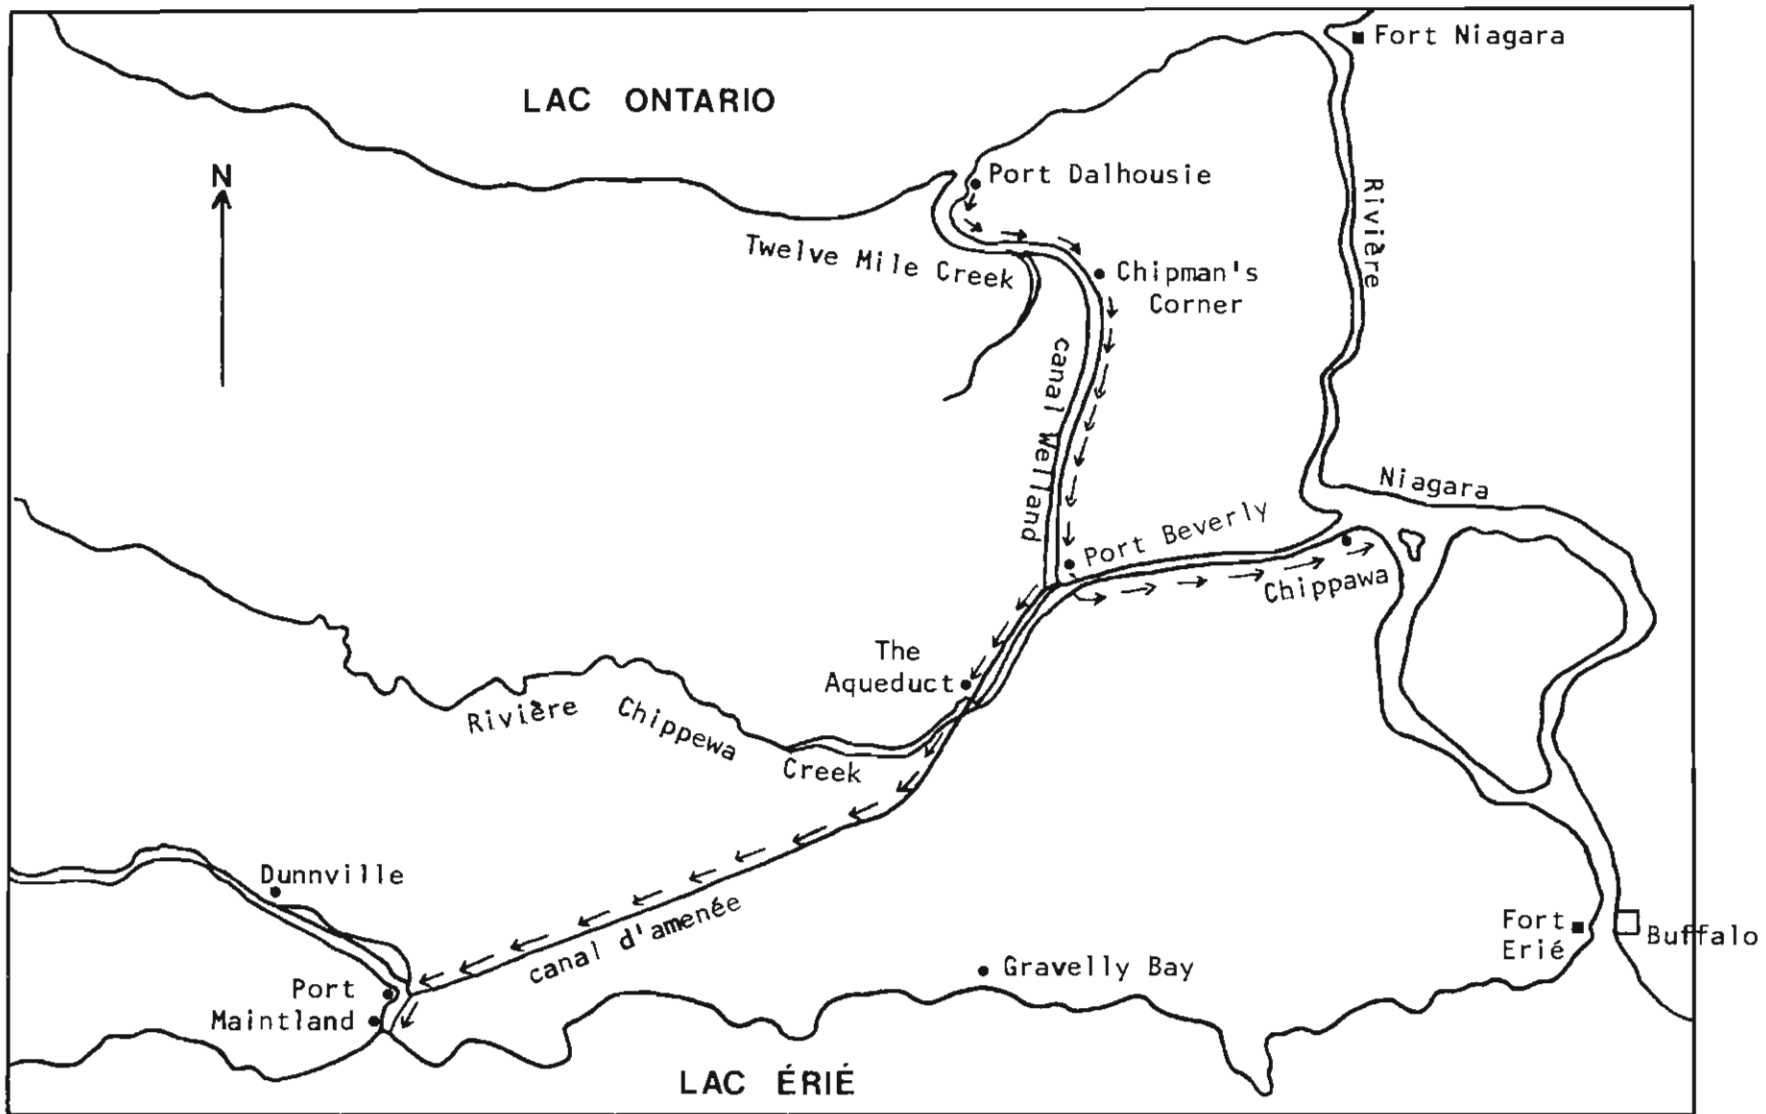 Fort Niagara
LAC ONTARIO
N
Port Dalhousie
Rivière
Twelve Mile Creek
Chipman's
Corner
canal Welland
Niagara
Port Beverly
Chippawa
The
Aqueduct
Rivière Chippewa
Creek
Dunnville
canal d'amenée
Fort
Erié
Buffalo
Gravelly Bay
Port
Maintland
LAC ÉRIÉ